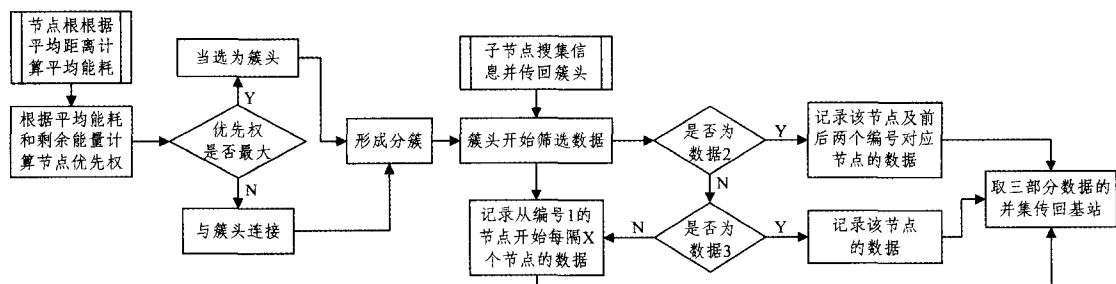 节点根根据
平均距离计
算平均能耗
根据平均能耗
和剩余能量计
算节点优先权
当选为簇头
Y
优先权
是否最大
N
与簇头连接
形成分簇
子节点搜集信
息并传回簇头
簇头开始筛选数据
记录从编号1的
节点开始每隔X
个节点的数据
是否为
数据2
Y
N
是否为
数据3
N
Y
记录该节点及前
后两个编号对应
节点的数据
记录该节点
的数据
取三部分数据的
并集传回基站